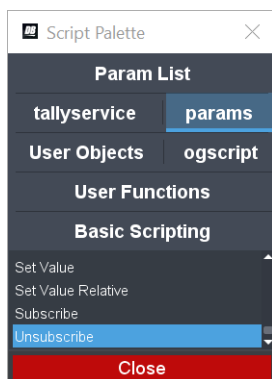 DB Script Palette
Param List
tallyservice params
User Objects ogscript
User Functions
Basic Scripting
Set Value
Set Value Relative
Subscribe
Unsubscribe
Close